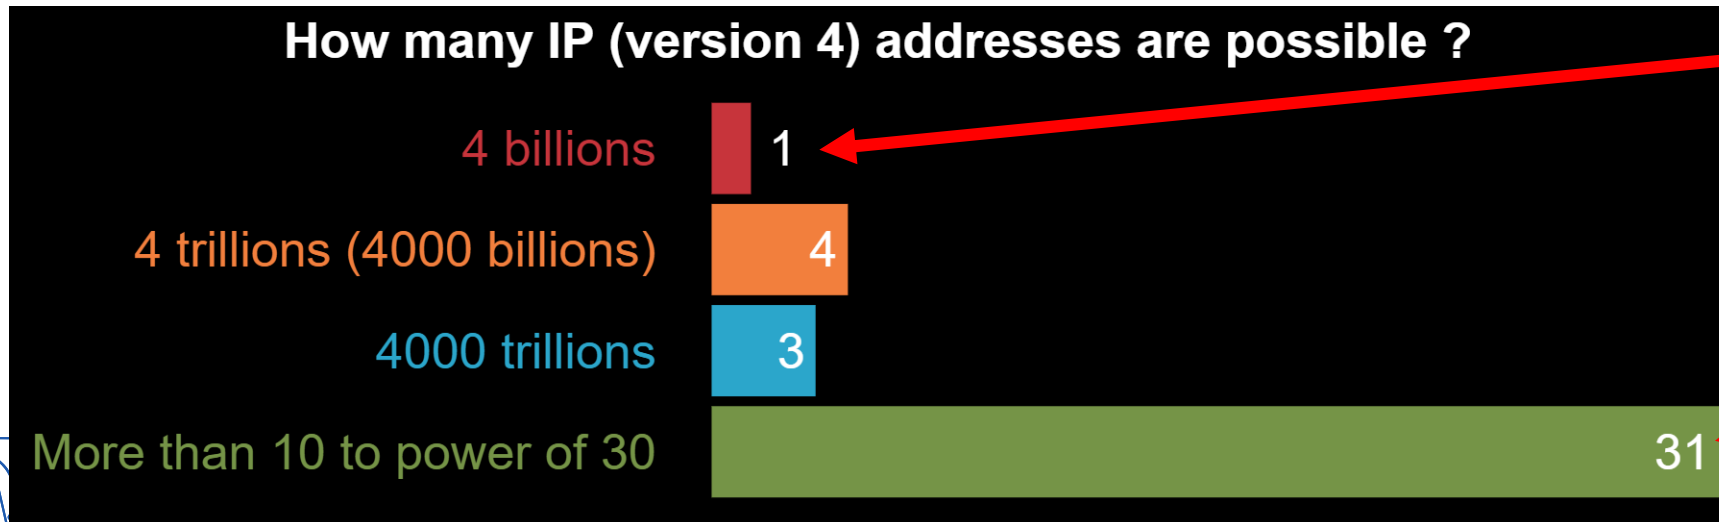 How many IP (version 4) addresses are possible ?
4 billions 1
4 trillions (4000 billions) 4
4000 trillions 3
More than 10 to power of 30 31